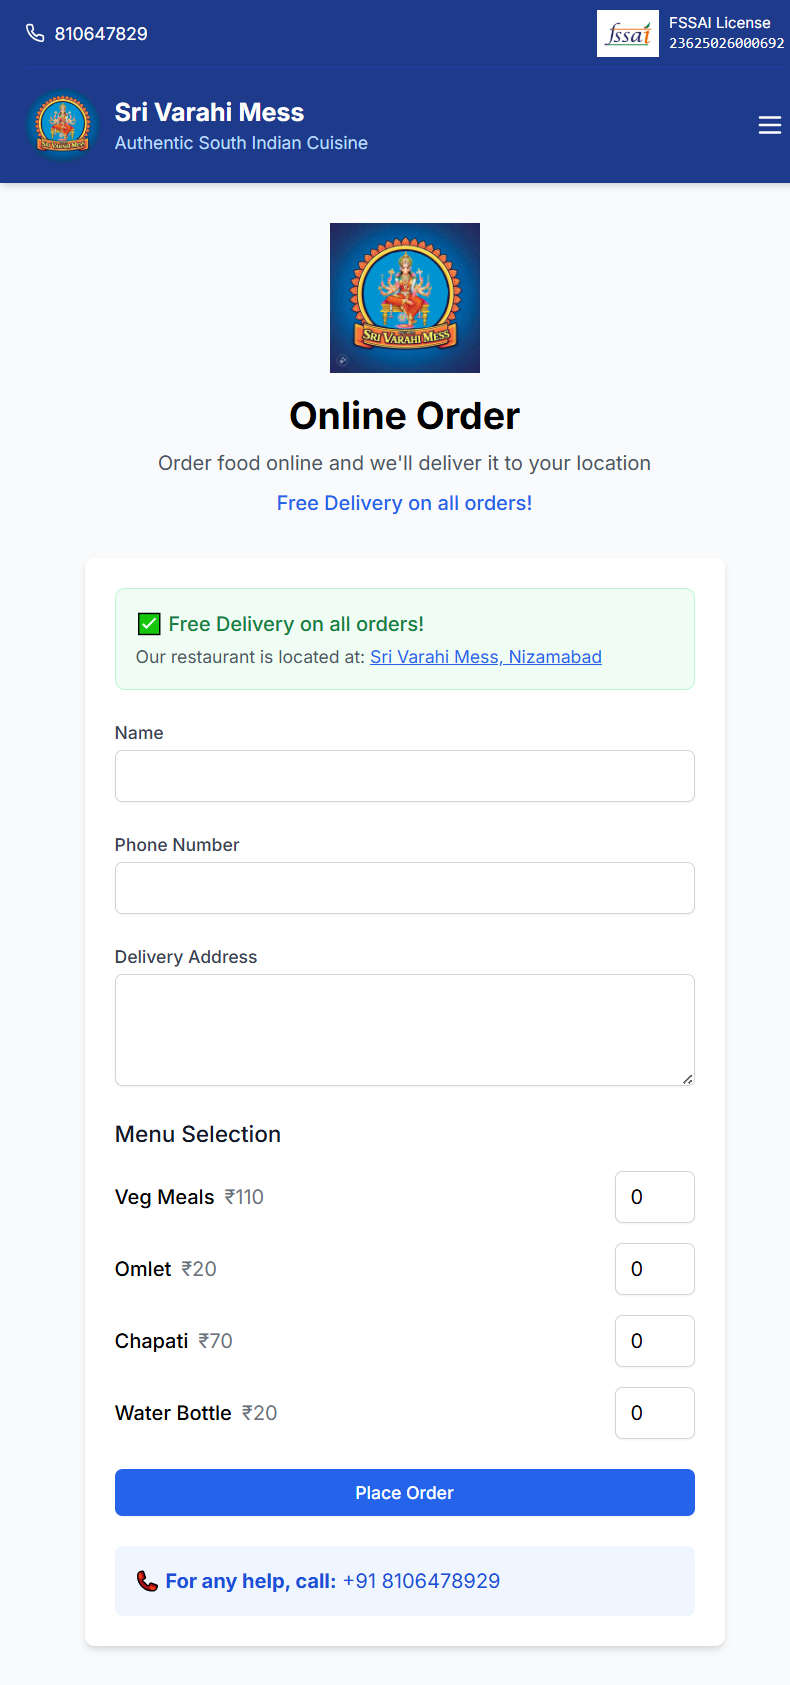 810647829
fssai
FSSAI License
23625026000692
SRI VARAHI MESS
Sri Varahi Mess
Authentic South Indian Cuisine
SRI VARAHI MESS
Online Order
Order food online and we'll deliver it to your location
Free Delivery on all orders!
✅ Free Delivery on all orders!
Our restaurant is located at: Sri Varahi Mess, Nizamabad
Name
Phone Number
Delivery Address
Menu Selection
Veg Meals ₹110 0
Omlet ₹20 0
Chapati ₹70 0
Water Bottle ₹20 0
Place Order
📞 For any help, call: +91 8106478929